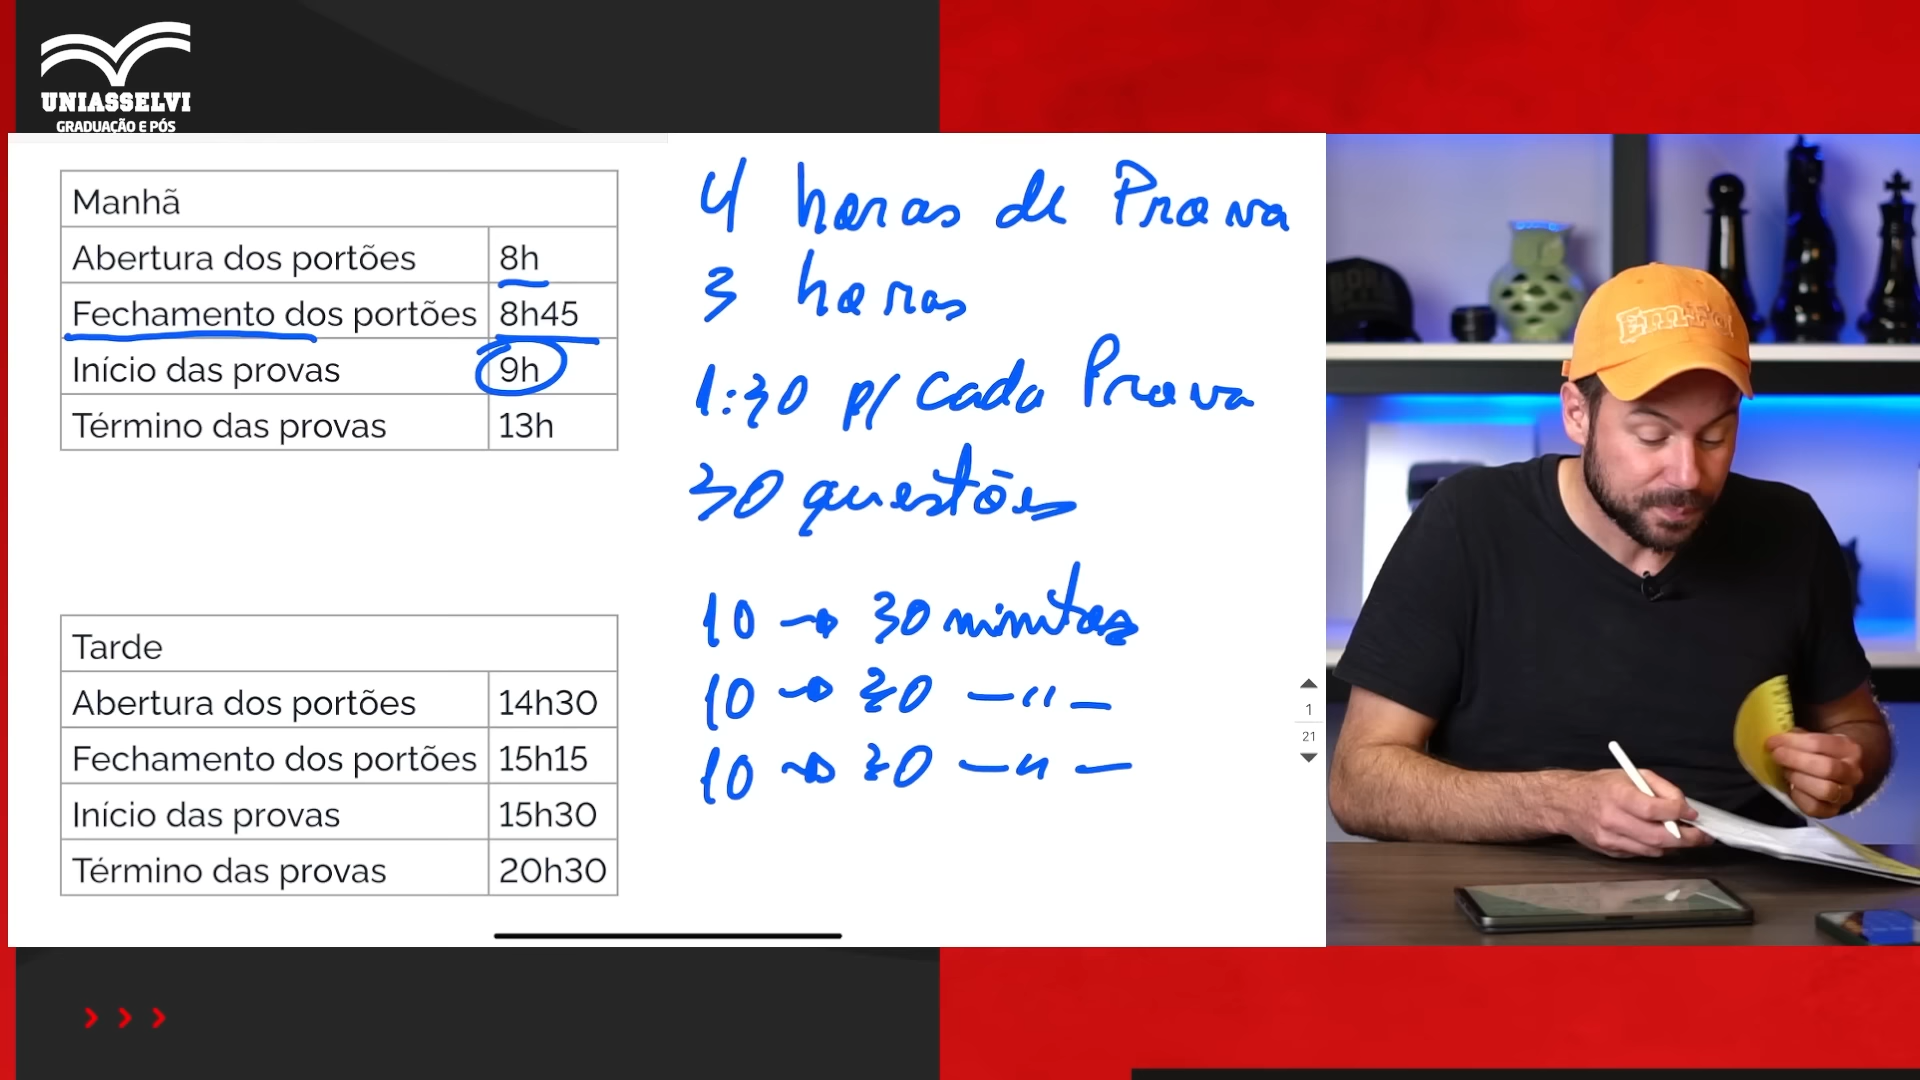 UNIASSELVI
GRADUAÇÃO E PÓS
Manhã
Abertura dos portões 8h
Fechamento dos portões 8h45
Início das provas 9h
Término das provas 13h
Tarde
Abertura dos portões 14h30
Fechamento dos portões 15h15
Início das provas 15h30
Término das provas 20h30
4 horas de Prova
3 horas
1:30 p/ cada Prova
30 questões
10 → 30 minutos
10 → 30 —"—
10 → 30 —"—
1
21